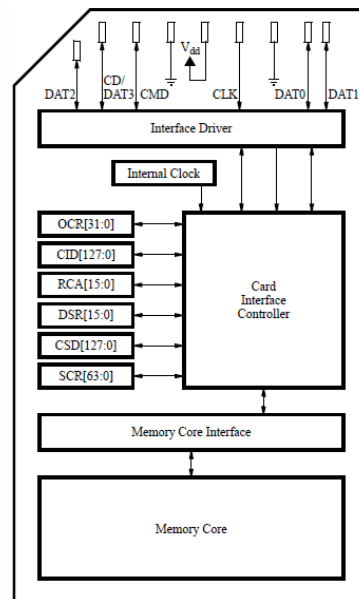 V_dd
CD/
DAT2 DAT3 CMD CLK DAT0 DAT1
Interface Driver
Internal Clock
OCR[31:0]
CID[127:0]
RCA[15:0]
DSR[15:0]
CSD[127:0]
SCR[63:0]
Card
Interface
Controller
Memory Core Interface
Memory Core